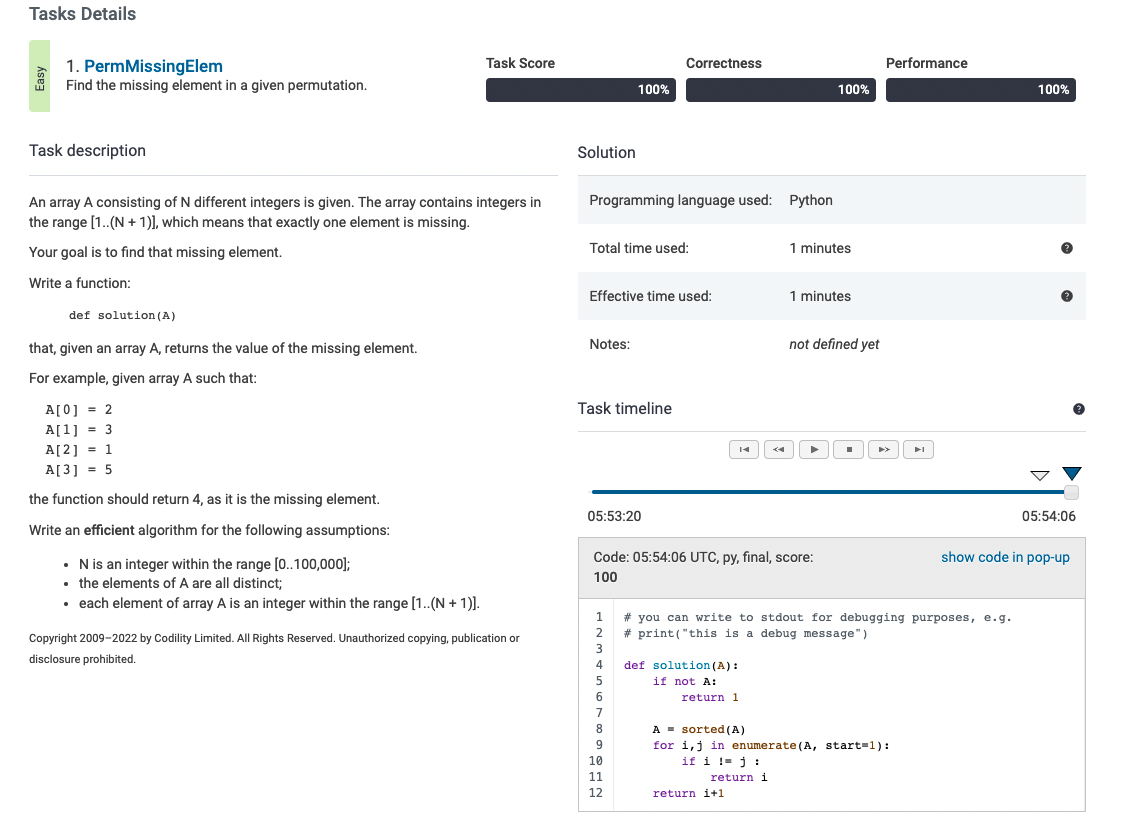 Tasks Details
Easy
1. PermMissingElem
Find the missing element in a given permutation.
Task Score
100%
Correctness
100%
Performance
100%
Task description
An array A consisting of N different integers is given. The array contains integers in
the range [1..(N + 1)], which means that exactly one element is missing.
Your goal is to find that missing element.
Write a function:
def solution(A)
that, given an array A, returns the value of the missing element.
For example, given array A such that:
A[0] = 2
A[1] = 3
A[2] = 1
A[3] = 5
the function should return 4, as it is the missing element.
Write an efficient algorithm for the following assumptions:
• N is an integer within the range [0..100,000];
• the elements of A are all distinct;
• each element of array A is an integer within the range [1..(N + 1)].
Copyright 2009–2022 by Codility Limited. All Rights Reserved. Unauthorized copying, publication or
disclosure prohibited.
Solution
Programming language used: Python
Total time used: 1 minutes ?
Effective time used: 1 minutes ?
Notes: not defined yet
Task timeline ?
05:53:20 05:54:06
Code: 05:54:06 UTC, py, final, score:
100
show code in pop-up
1 # you can write to stdout for debugging purposes, e.g.
2 # print("this is a debug message")
3
4 def solution(A):
5     if not A:
6         return 1
7
8     A = sorted(A)
9     for i,j in enumerate(A, start=1):
10         if i != j :
11             return i
12     return i+1